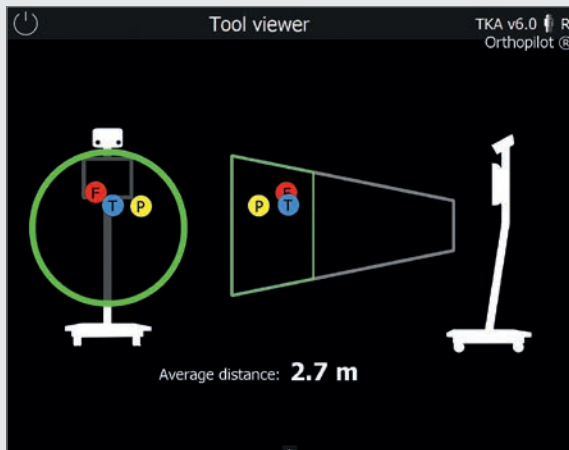 Tool viewer
TKA v6.0 R
Orthopilot ®
F
T
P
F
P
T
Average distance: 2.7 m